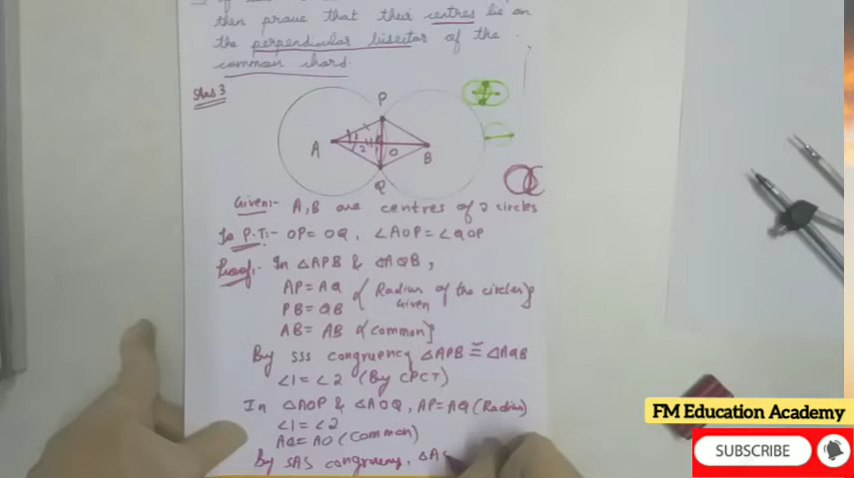 then prove that their centres lie on
the perpendicular bisector of the
common chord.
Ans 3
P
A
1
2
O
B
Q
Given:- A, B are centres of 2 circles
To P.T:- OP = OQ, ∠AOP = ∠QOP
Proof:- In △APB & △AQB,
AP = AQ { Radius of the circles }
PB = QB Given
AB = AB { Common }
By SSS congruency △APB ≅ △AQB
∠1 = ∠2 (By CPCT)
In △AOP & △AOQ, AP = AQ (Radius)
∠1 = ∠2
AO = AO (Common)
By SAS congruency, △A
FM Education Academy
SUBSCRIBE